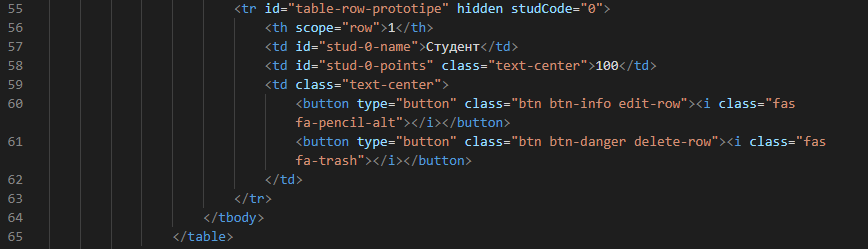 55 <tr id="table-row-prototipe" hidden studCode="0">
56 <th scope="row">1</th>
57 <td id="stud-0-name">Студент</td>
58 <td id="stud-0-points" class="text-center">100</td>
59 <td class="text-center">
60 <button type="button" class="btn btn-info edit-row"><i class="fas
fa-pencil-alt"></i></button>
61 <button type="button" class="btn btn-danger delete-row"><i class="fas
fa-trash"></i></button>
62 </td>
63 </tr>
64 </tbody>
65 </table>